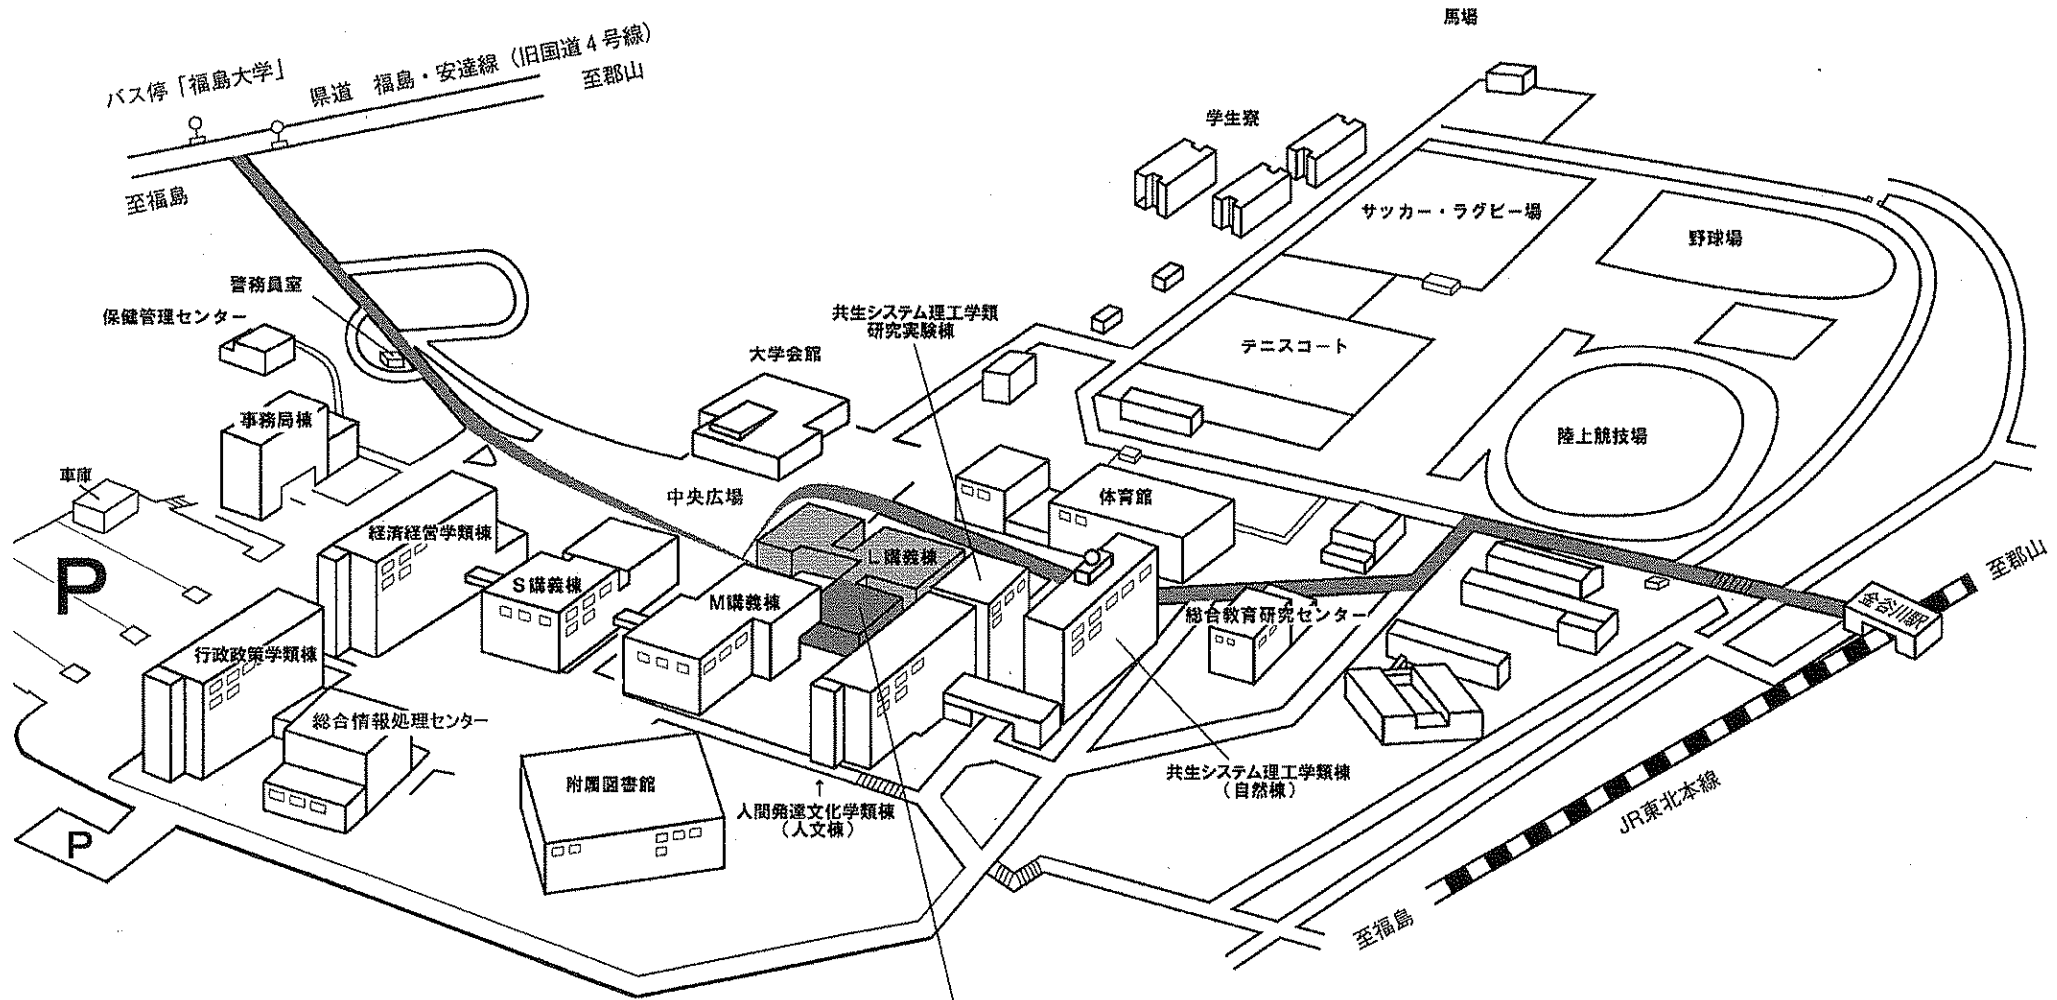 馬場
バス停「福島大学」
県道 福島・安達線（旧国道４号線）
至郡山
至福島
学生寮
サッカー・ラグビー場
野球場
警務員室
保健管理センター
共生システム理工学類
研究実験棟
大学会館
テニスコート
事務局棟
陸上競技場
車庫
中央広場
体育館
経済経営学類棟
L講義棟
S講義棟
M講義棟
P
総合教育研究センター
金谷川駅
至郡山
行政政策学類棟
総合情報処理センター
附属図書館
共生システム理工学類棟
（自然棟）
↑
人間発達文化学類棟
（人文棟）
P
JR東北本線
至福島